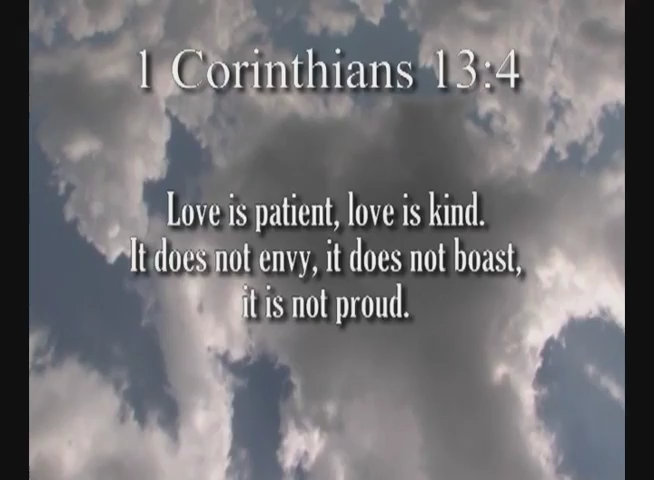 1 Corinthians 13:4
Love is patient, love is kind.
It does not envy, it does not boast,
it is not proud.